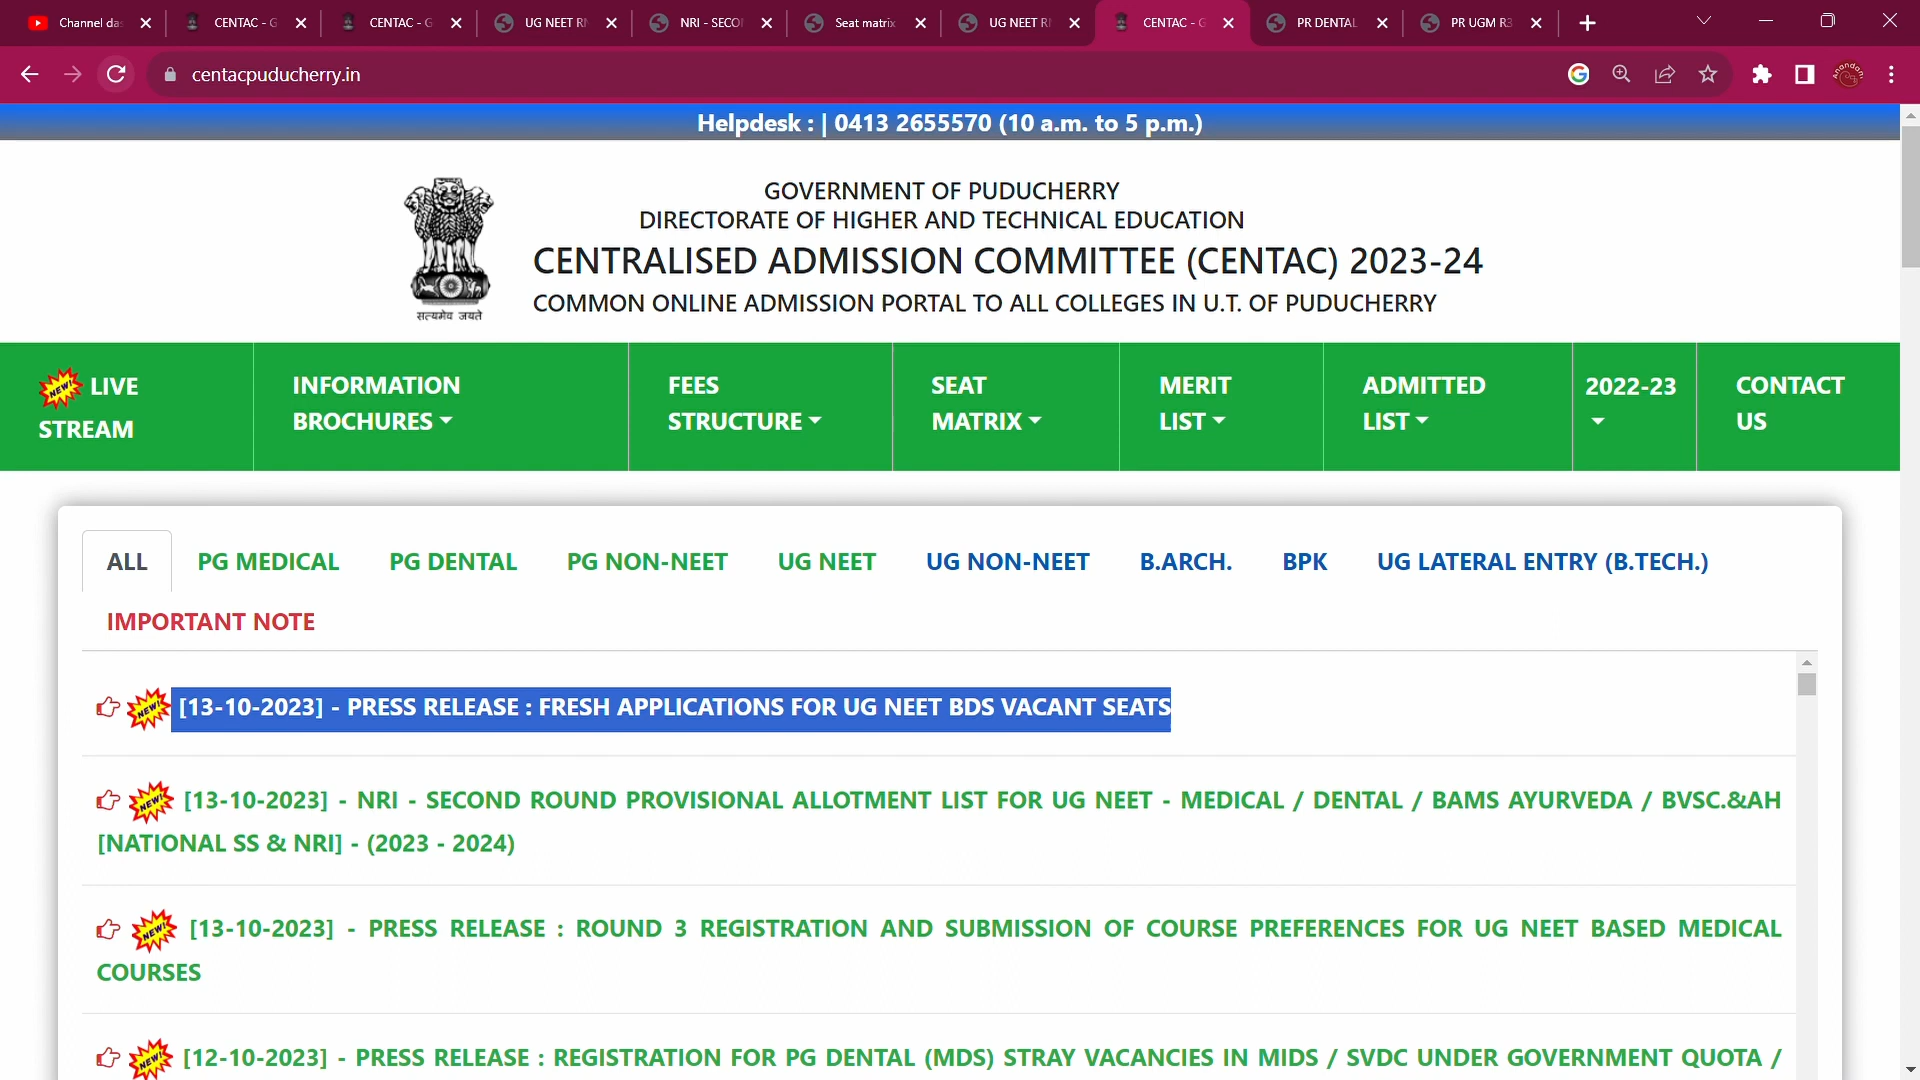 Channel da
CENTAC - G
CENTAC - G
UG NEET R
NRI - SECO
Seat matrix
UG NEET R
CENTAC - G
PR DENTAL
PR UGM R3
centacpuducherry.in
Helpdesk : | 0413 2655570 (10 a.m. to 5 p.m.)
GOVERNMENT OF PUDUCHERRY
DIRECTORATE OF HIGHER AND TECHNICAL EDUCATION
CENTRALISED ADMISSION COMMITTEE (CENTAC) 2023-24
COMMON ONLINE ADMISSION PORTAL TO ALL COLLEGES IN U.T. OF PUDUCHERRY
सत्यमेव जयते
NEW! LIVE STREAM
INFORMATION BROCHURES
FEES STRUCTURE
SEAT MATRIX
MERIT LIST
ADMITTED LIST
2022-23
CONTACT US
ALL PG MEDICAL PG DENTAL PG NON-NEET UG NEET UG NON-NEET B.ARCH. BPK UG LATERAL ENTRY (B.TECH.)
IMPORTANT NOTE
NEW! [13-10-2023] - PRESS RELEASE : FRESH APPLICATIONS FOR UG NEET BDS VACANT SEATS
NEW! [13-10-2023] - NRI - SECOND ROUND PROVISIONAL ALLOTMENT LIST FOR UG NEET - MEDICAL / DENTAL / BAMS AYURVEDA / BVSC.&AH
[NATIONAL SS & NRI] - (2023 - 2024)
NEW! [13-10-2023] - PRESS RELEASE : ROUND 3 REGISTRATION AND SUBMISSION OF COURSE PREFERENCES FOR UG NEET BASED MEDICAL
COURSES
NEW! [12-10-2023] - PRESS RELEASE : REGISTRATION FOR PG DENTAL (MDS) STRAY VACANCIES IN MIDS / SVDC UNDER GOVERNMENT QUOTA /